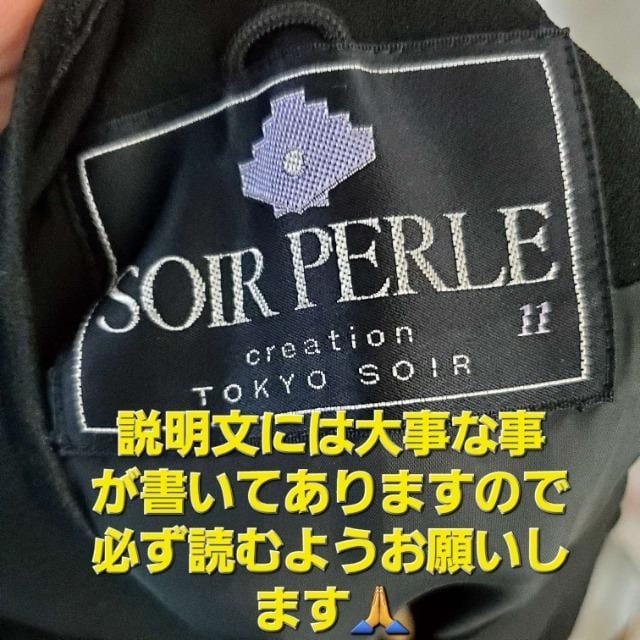 SOIR PERLE
11
creation
TOKYO SOIR
説明文には大事な事
が書いてありますので
必ず読むようお願いし
ます🙏